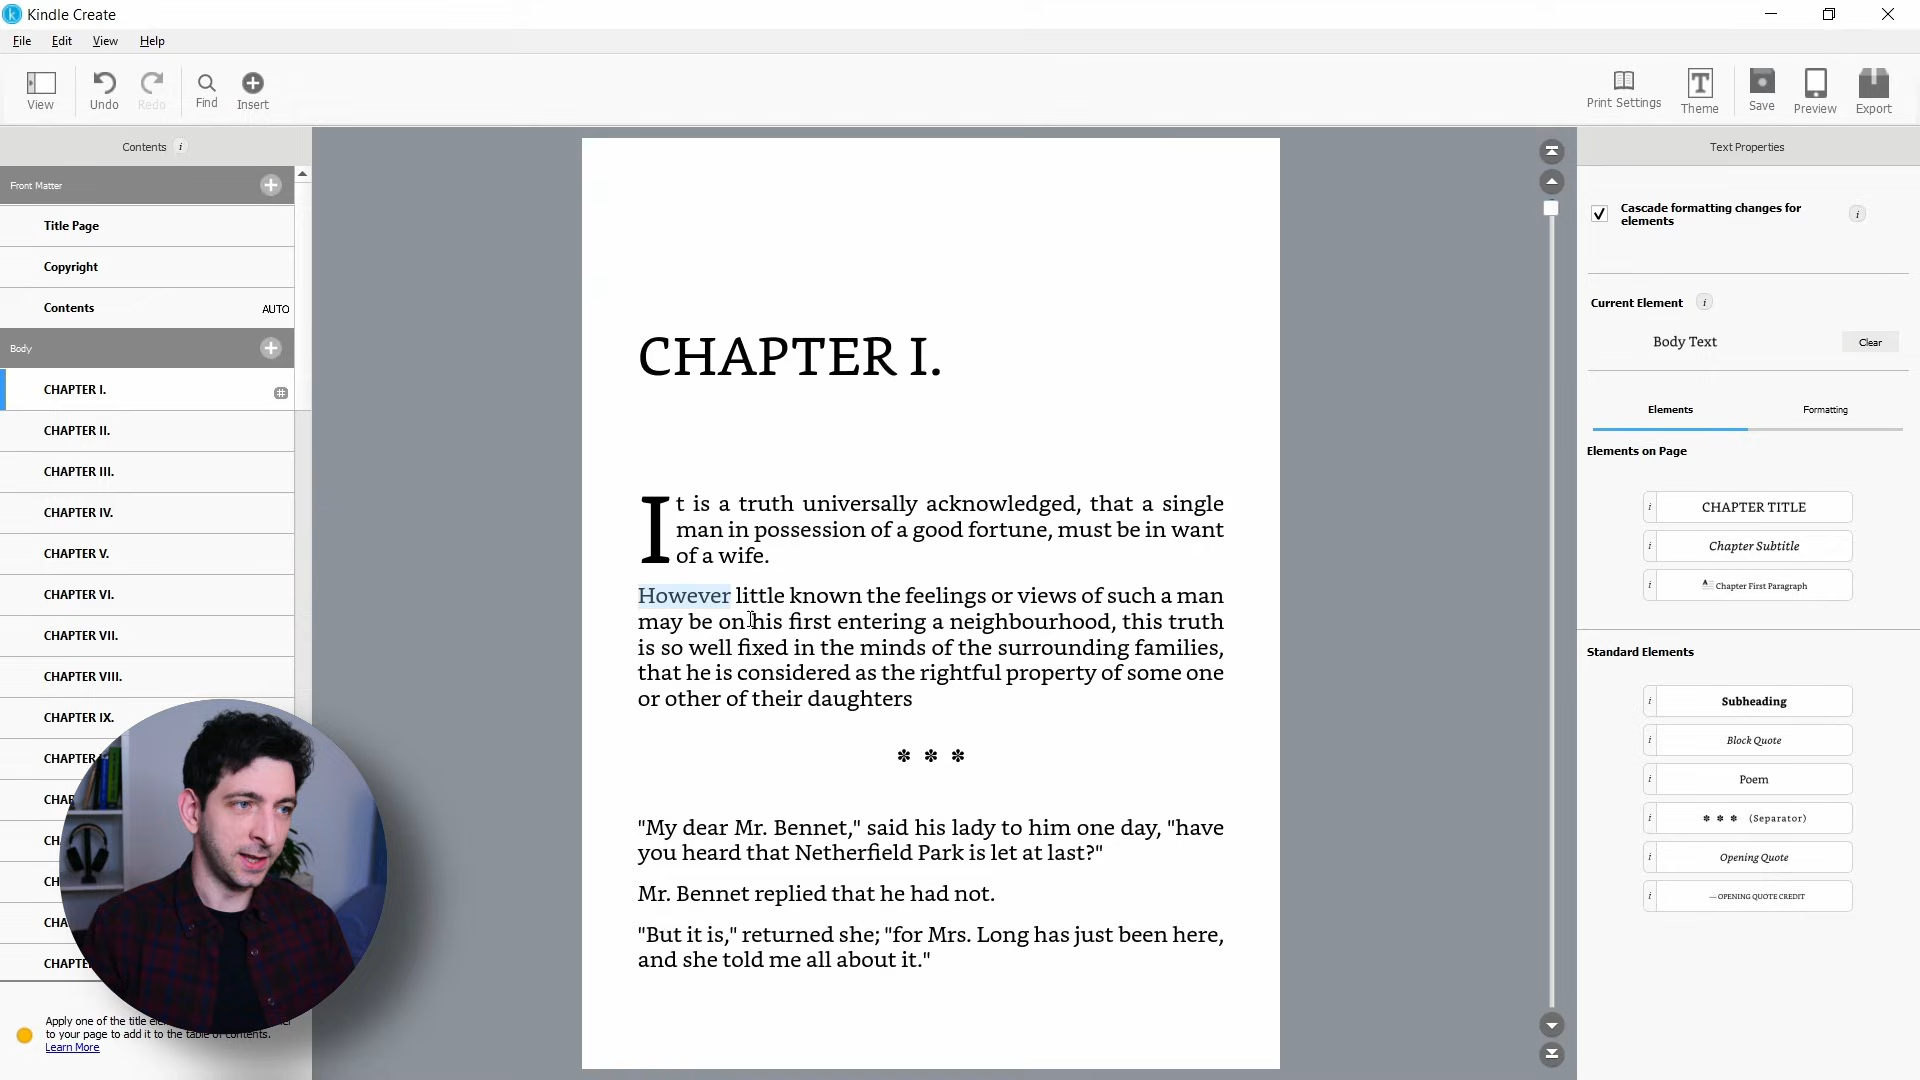 Kindle Create
File Edit View Help
View Undo Redo Find Insert Print Settings Theme Save Preview Export
Contents i
Front Matter
Title Page
Copyright
Contents AUTO
Body
CHAPTER I.
CHAPTER II.
CHAPTER III.
CHAPTER IV.
CHAPTER V.
CHAPTER VI.
CHAPTER VII.
CHAPTER VIII.
CHAPTER IX.
Apply one of the title
to your page to add it to the table of contents.
Learn More
CHAPTER I.
It is a truth universally acknowledged, that a single
man in possession of a good fortune, must be in want
of a wife.
However little known the feelings or views of such a man
may be on his first entering a neighbourhood, this truth
is so well fixed in the minds of the surrounding families,
that he is considered as the rightful property of some one
or other of their daughters
"My dear Mr. Bennet," said his lady to him one day, "have
you heard that Netherfield Park is let at last?"
Mr. Bennet replied that he had not.
"But it is," returned she; "for Mrs. Long has just been here,
and she told me all about it."
Text Properties
Cascade formatting changes for
elements i
Current Element i
Body Text Clear
Elements Formatting
Elements on Page
i CHAPTER TITLE
i Chapter Subtitle
i A Chapter First Paragraph
Standard Elements
i Subheading
i Block Quote
i Poem
i * * * (Separator)
i Opening Quote
i —OPENING QUOTE CREDIT